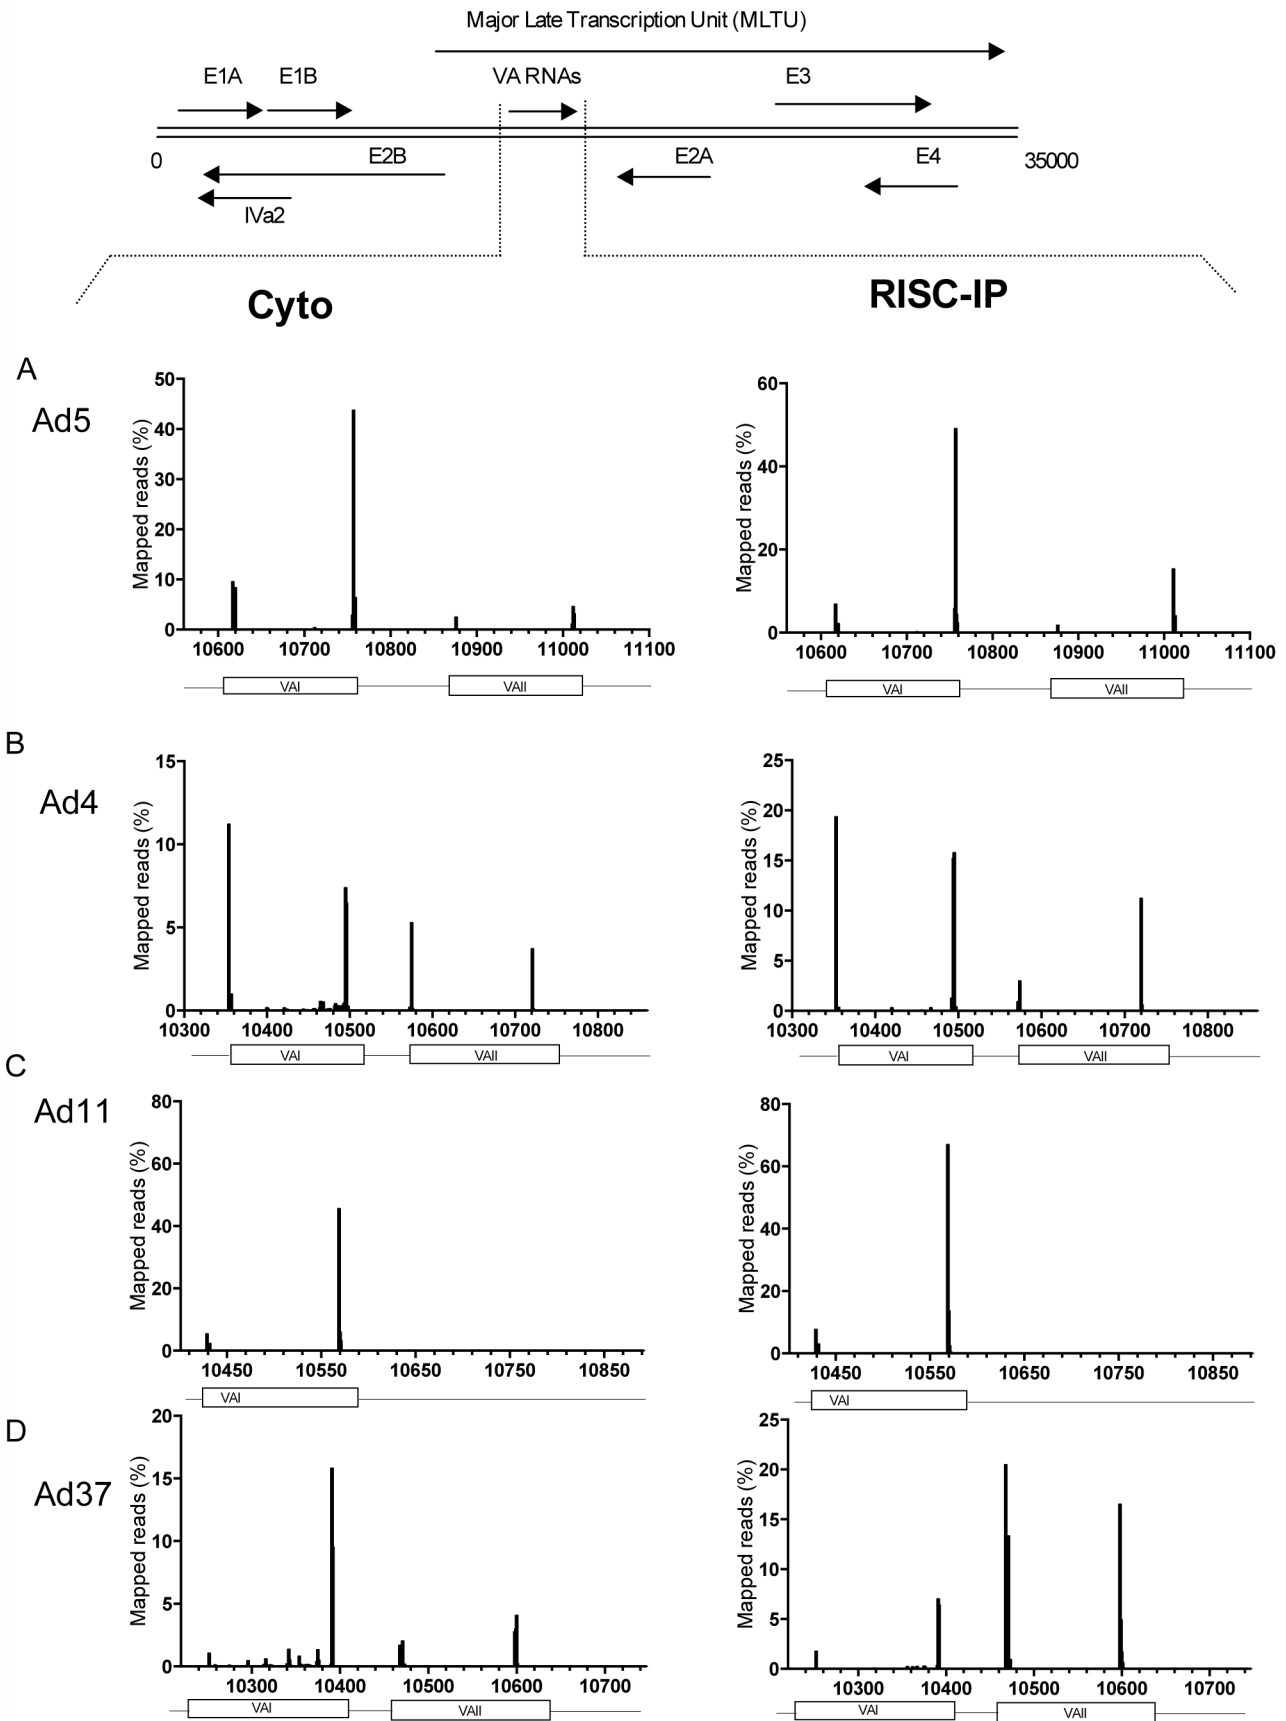 Major Late Transcription Unit (MLTU)
E1A E1B VA RNAs E3
0 E2B E2A E4 35000
IVa2
Cyto RISC-IP
A
Ad5
Mapped reads (%)
50
40
30
20
10
0
10600 10700 10800 10900 11000 11100
VAI VAII
Mapped reads (%)
60
40
20
0
10600 10700 10800 10900 11000 11100
VAI VAII
B
Ad4
Mapped reads (%)
15
10
5
0
10300 10400 10500 10600 10700 10800
VAI VAII
Mapped reads (%)
25
20
15
10
5
0
10300 10400 10500 10600 10700 10800
VAI VAII
C
Ad11
Mapped reads (%)
80
60
40
20
0
10450 10550 10650 10750 10850
VAI
Mapped reads (%)
80
60
40
20
0
10450 10550 10650 10750 10850
VAI
D
Ad37
Mapped reads (%)
20
15
10
5
0
10300 10400 10500 10600 10700
VAI VAII
Mapped reads (%)
25
20
15
10
5
0
10300 10400 10500 10600 10700
VAI VAII